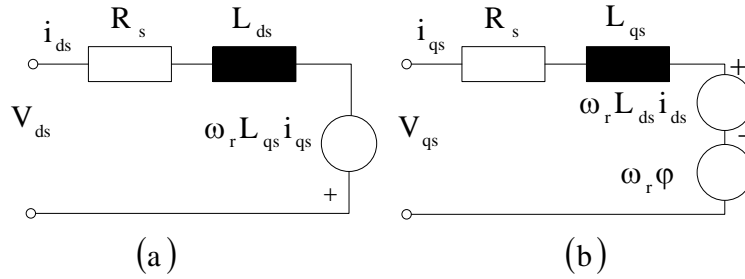 i_ds R_s L_ds
V_ds
ω_r L_qs i_qs
+
(a)
i_qs R_s L_qs
+
ω_r L_ds i_ds
V_qs
-
ω_r φ
(b)